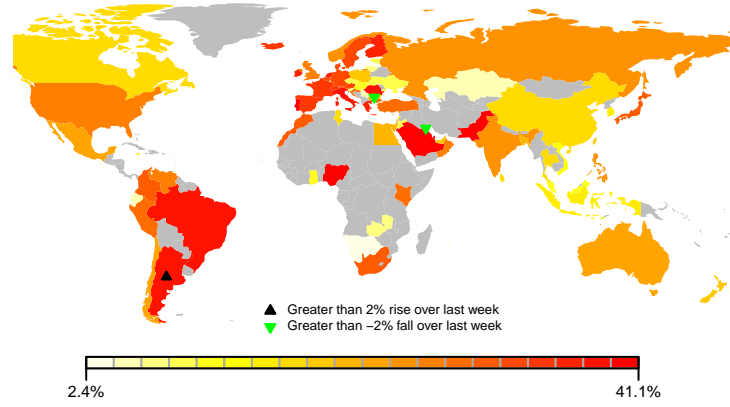 Greater than 2% rise over last week
Greater than −2% fall over last week
2.4%
41.1%